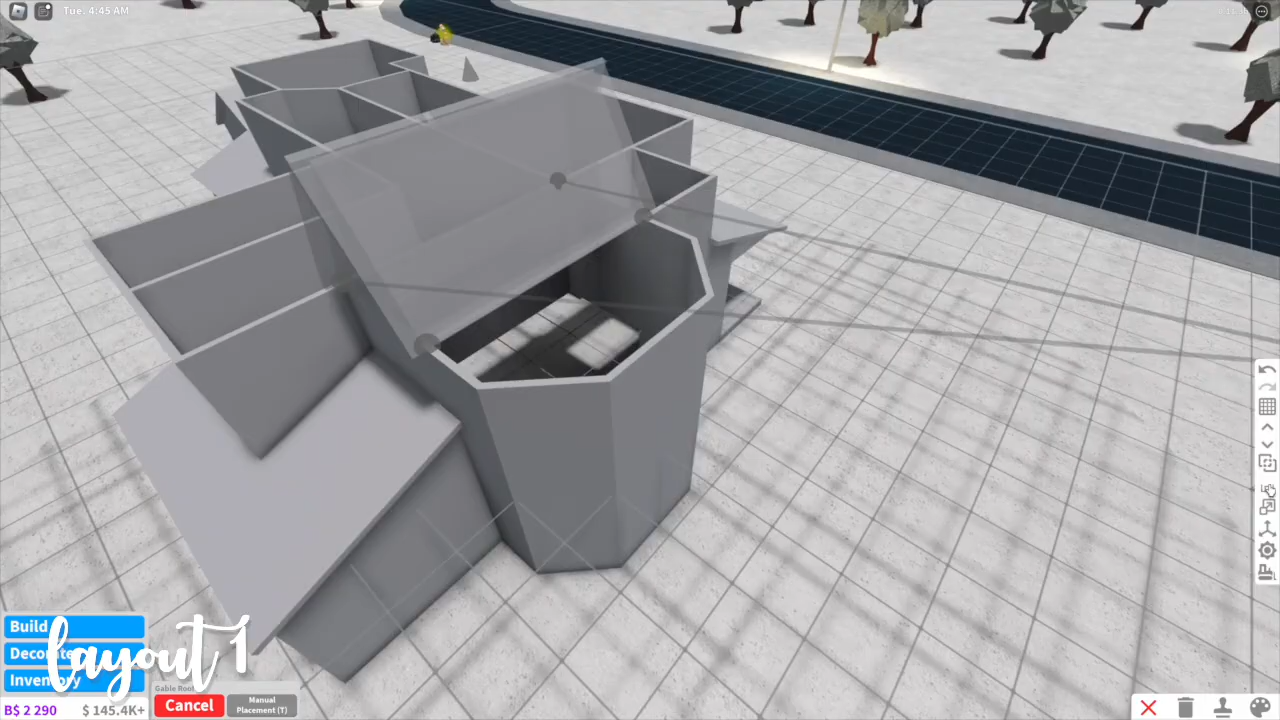 Tue. 4:45 AM
Build
Decorate
Inventory
layout 1
Gable Roof
Cancel
Manual
Placement (T)
B$ 2 290
$ 145.4K+